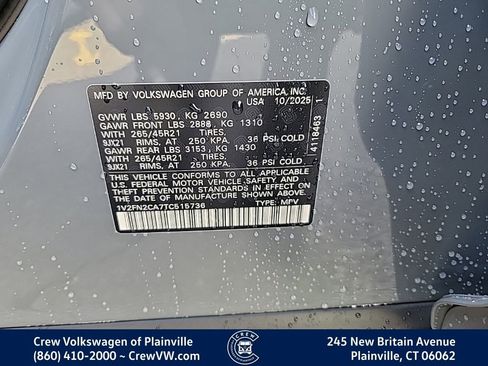 MFD BY VOLKSWAGEN GROUP OF AMERICA, INC.
USA 10/2025
GVWR LBS 5930, KG 2690
GAWR FRONT LBS 2888, KG 1310
WITH 265/45R21 TIRES,
9JX21 RIMS, AT 250 KPA, 36 PSI COLD
GAWR REAR LBS 3153, KG 1430
WITH 265/45R21 TIRES,
9JX21 RIMS, AT 250 KPA, 36 PSI COLD
THIS VEHICLE CONFORMS TO ALL APPLICABLE
U.S. FEDERAL MOTOR VEHICLE SAFETY, BUMPER, AND
THEFT PREVENTION STANDARDS IN EFFECT ON
THE DATE OF MANUFACTURE SHOWN ABOVE.
1V2FN2CA7TC515736 TYPE: MPV
4118463 1
Crew Volkswagen of Plainville
(860) 410-2000 ~ CrewVW.com
CREW
245 New Britain Avenue
Plainville, CT 06062